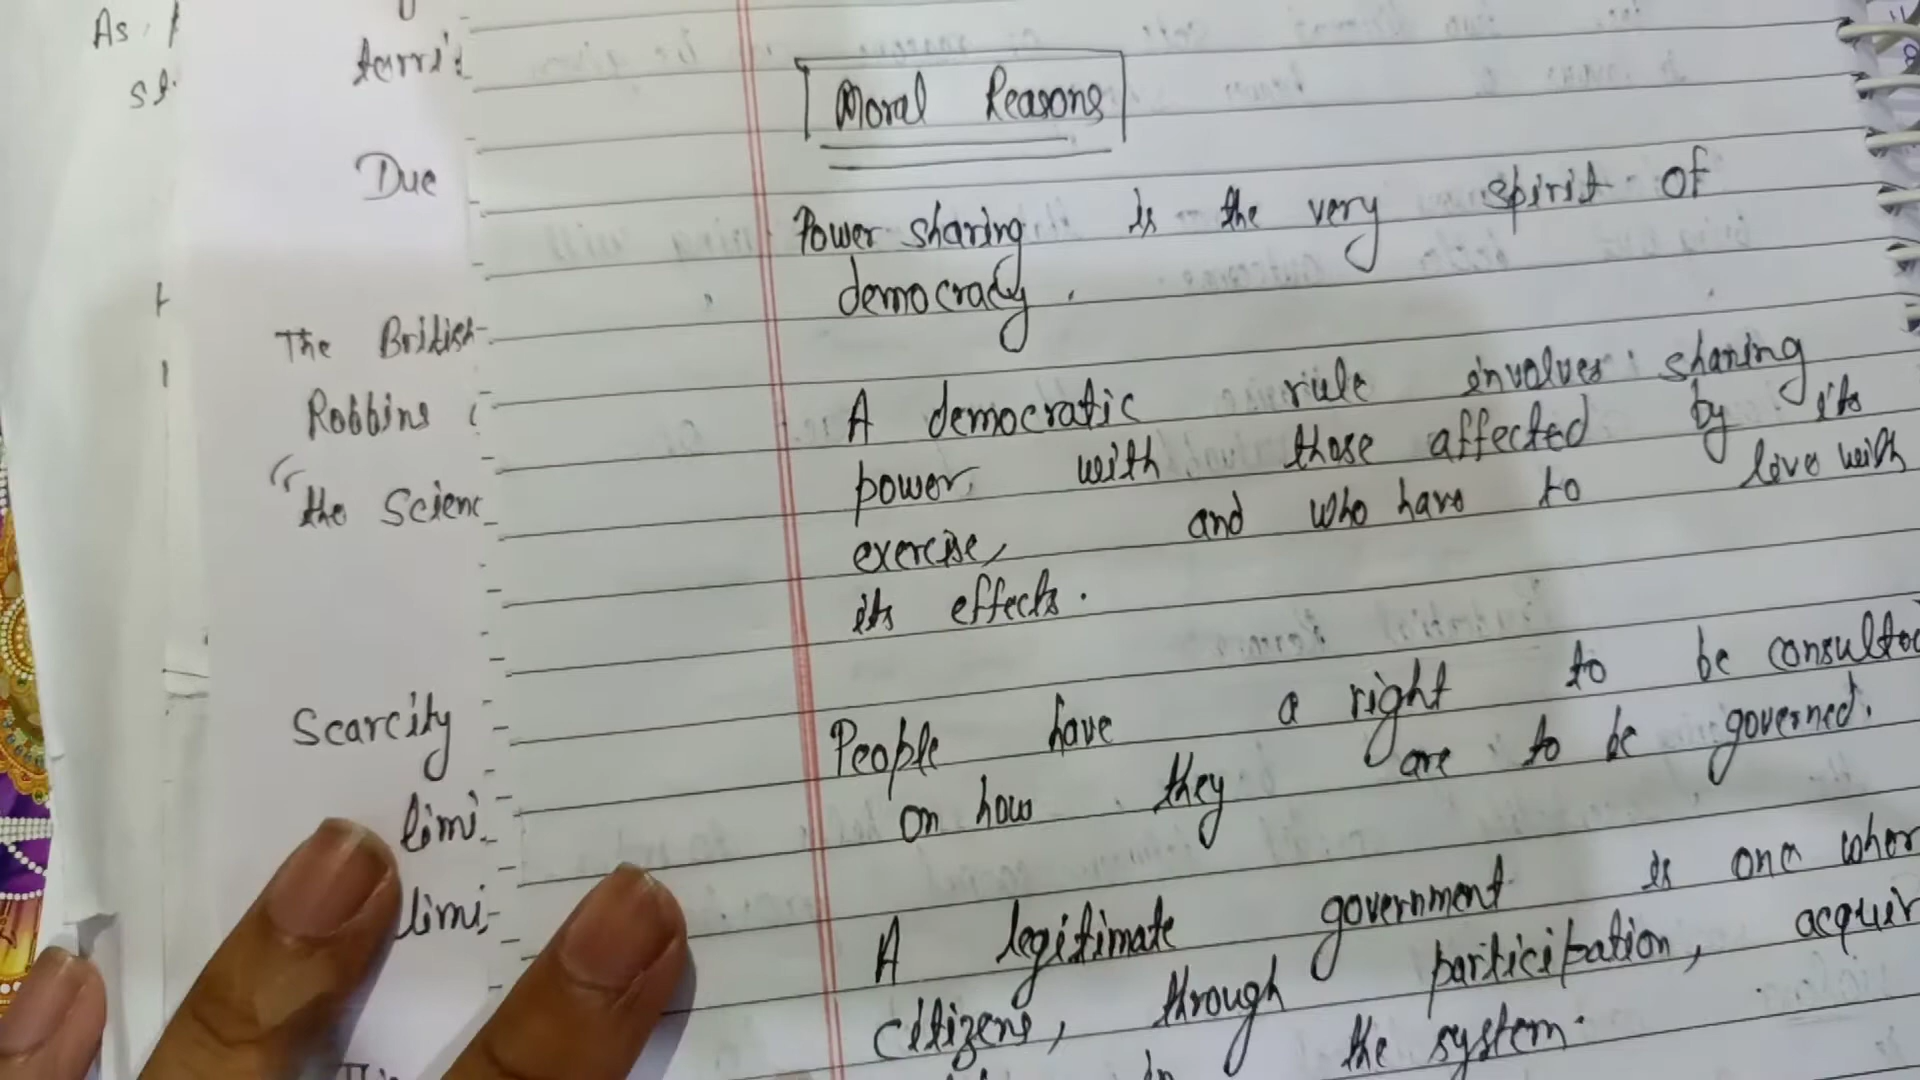 As
terri
Due
The British
Robbins
"the Scienc
Scarcity
limi
limi
Moral Reasons
Power sharing is the very spirit of
democracy.
A democratic rule involves sharing
power with those affected by its
exercise, and who have to live with
its effects.
People have a right to be consulted
on how they are to be governed.
A legitimate government is one wher
citizens, through participation, acquir
in the system.